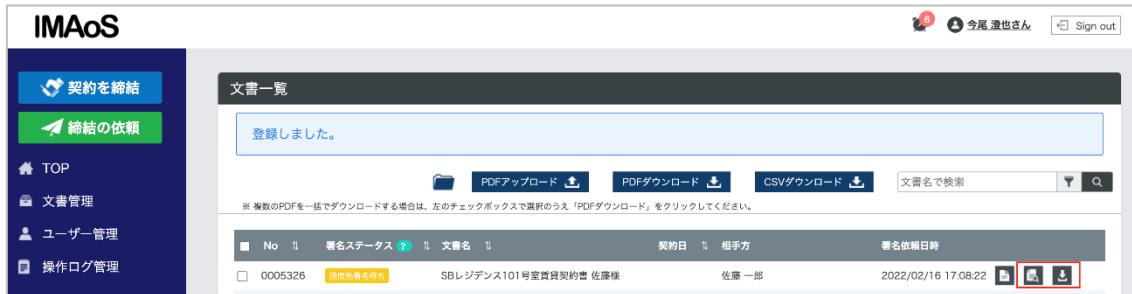 IMAoS
6
今尾 澄也さん
Sign out
契約を締結
締結の依頼
TOP
文書管理
ユーザー管理
操作ログ管理
文書一覧
登録しました。
PDFアップロード
PDFダウンロード
CSVダウンロード
文書名で検索
※ 複数のPDFを一括でダウンロードする場合は、左のチェックボックスで選択のうえ「PDFダウンロード」をクリックしてください。
No 署名ステータス ? 文書名 契約日 相手方 署名依頼日時
0005326 送信先署名待ち SBレジデンス101号室賃貸契約書 佐藤様 佐藤 一郎 2022/02/16 17:08:22